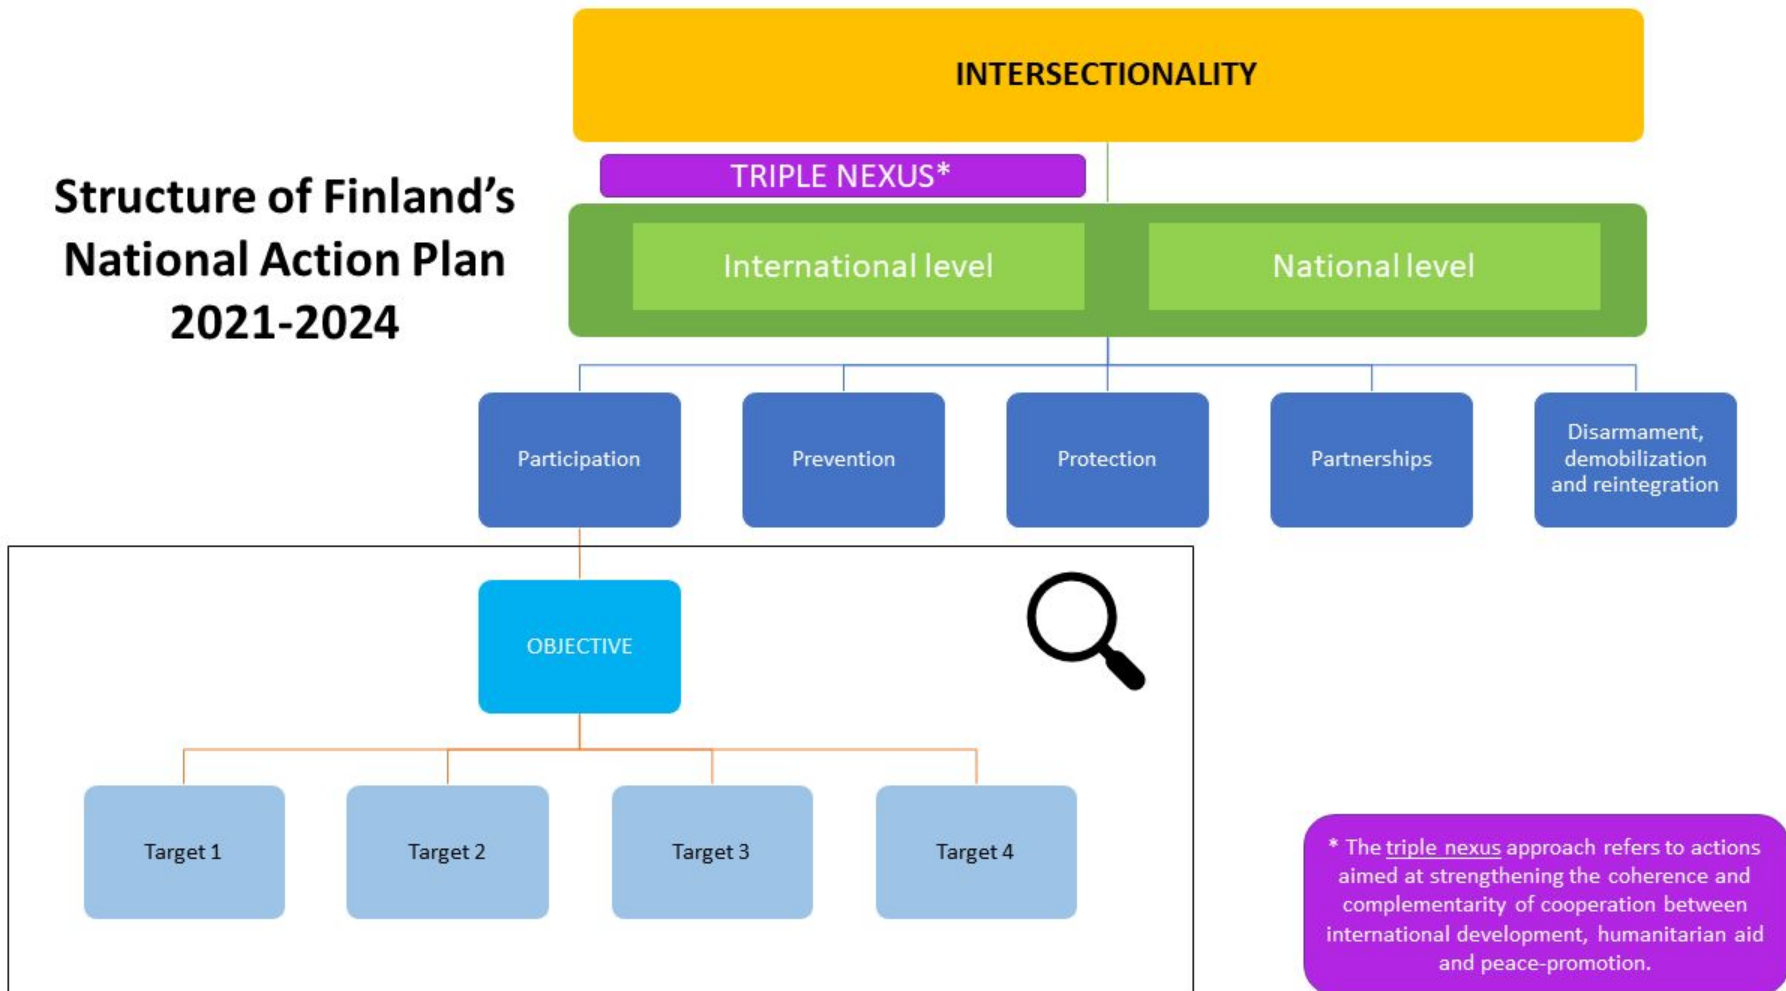 INTERSECTIONALITY
TRIPLE NEXUS*
Structure of Finland's
National Action Plan
2021-2024
International level
National level
Participation
Prevention
Protection
Partnerships
Disarmament,
demobilization
and reintegration
OBJECTIVE
Target 1
Target 2
Target 3
Target 4
* The triple nexus approach refers to actions
aimed at strengthening the coherence and
complementarity of cooperation between
international development, humanitarian aid
and peace-promotion.